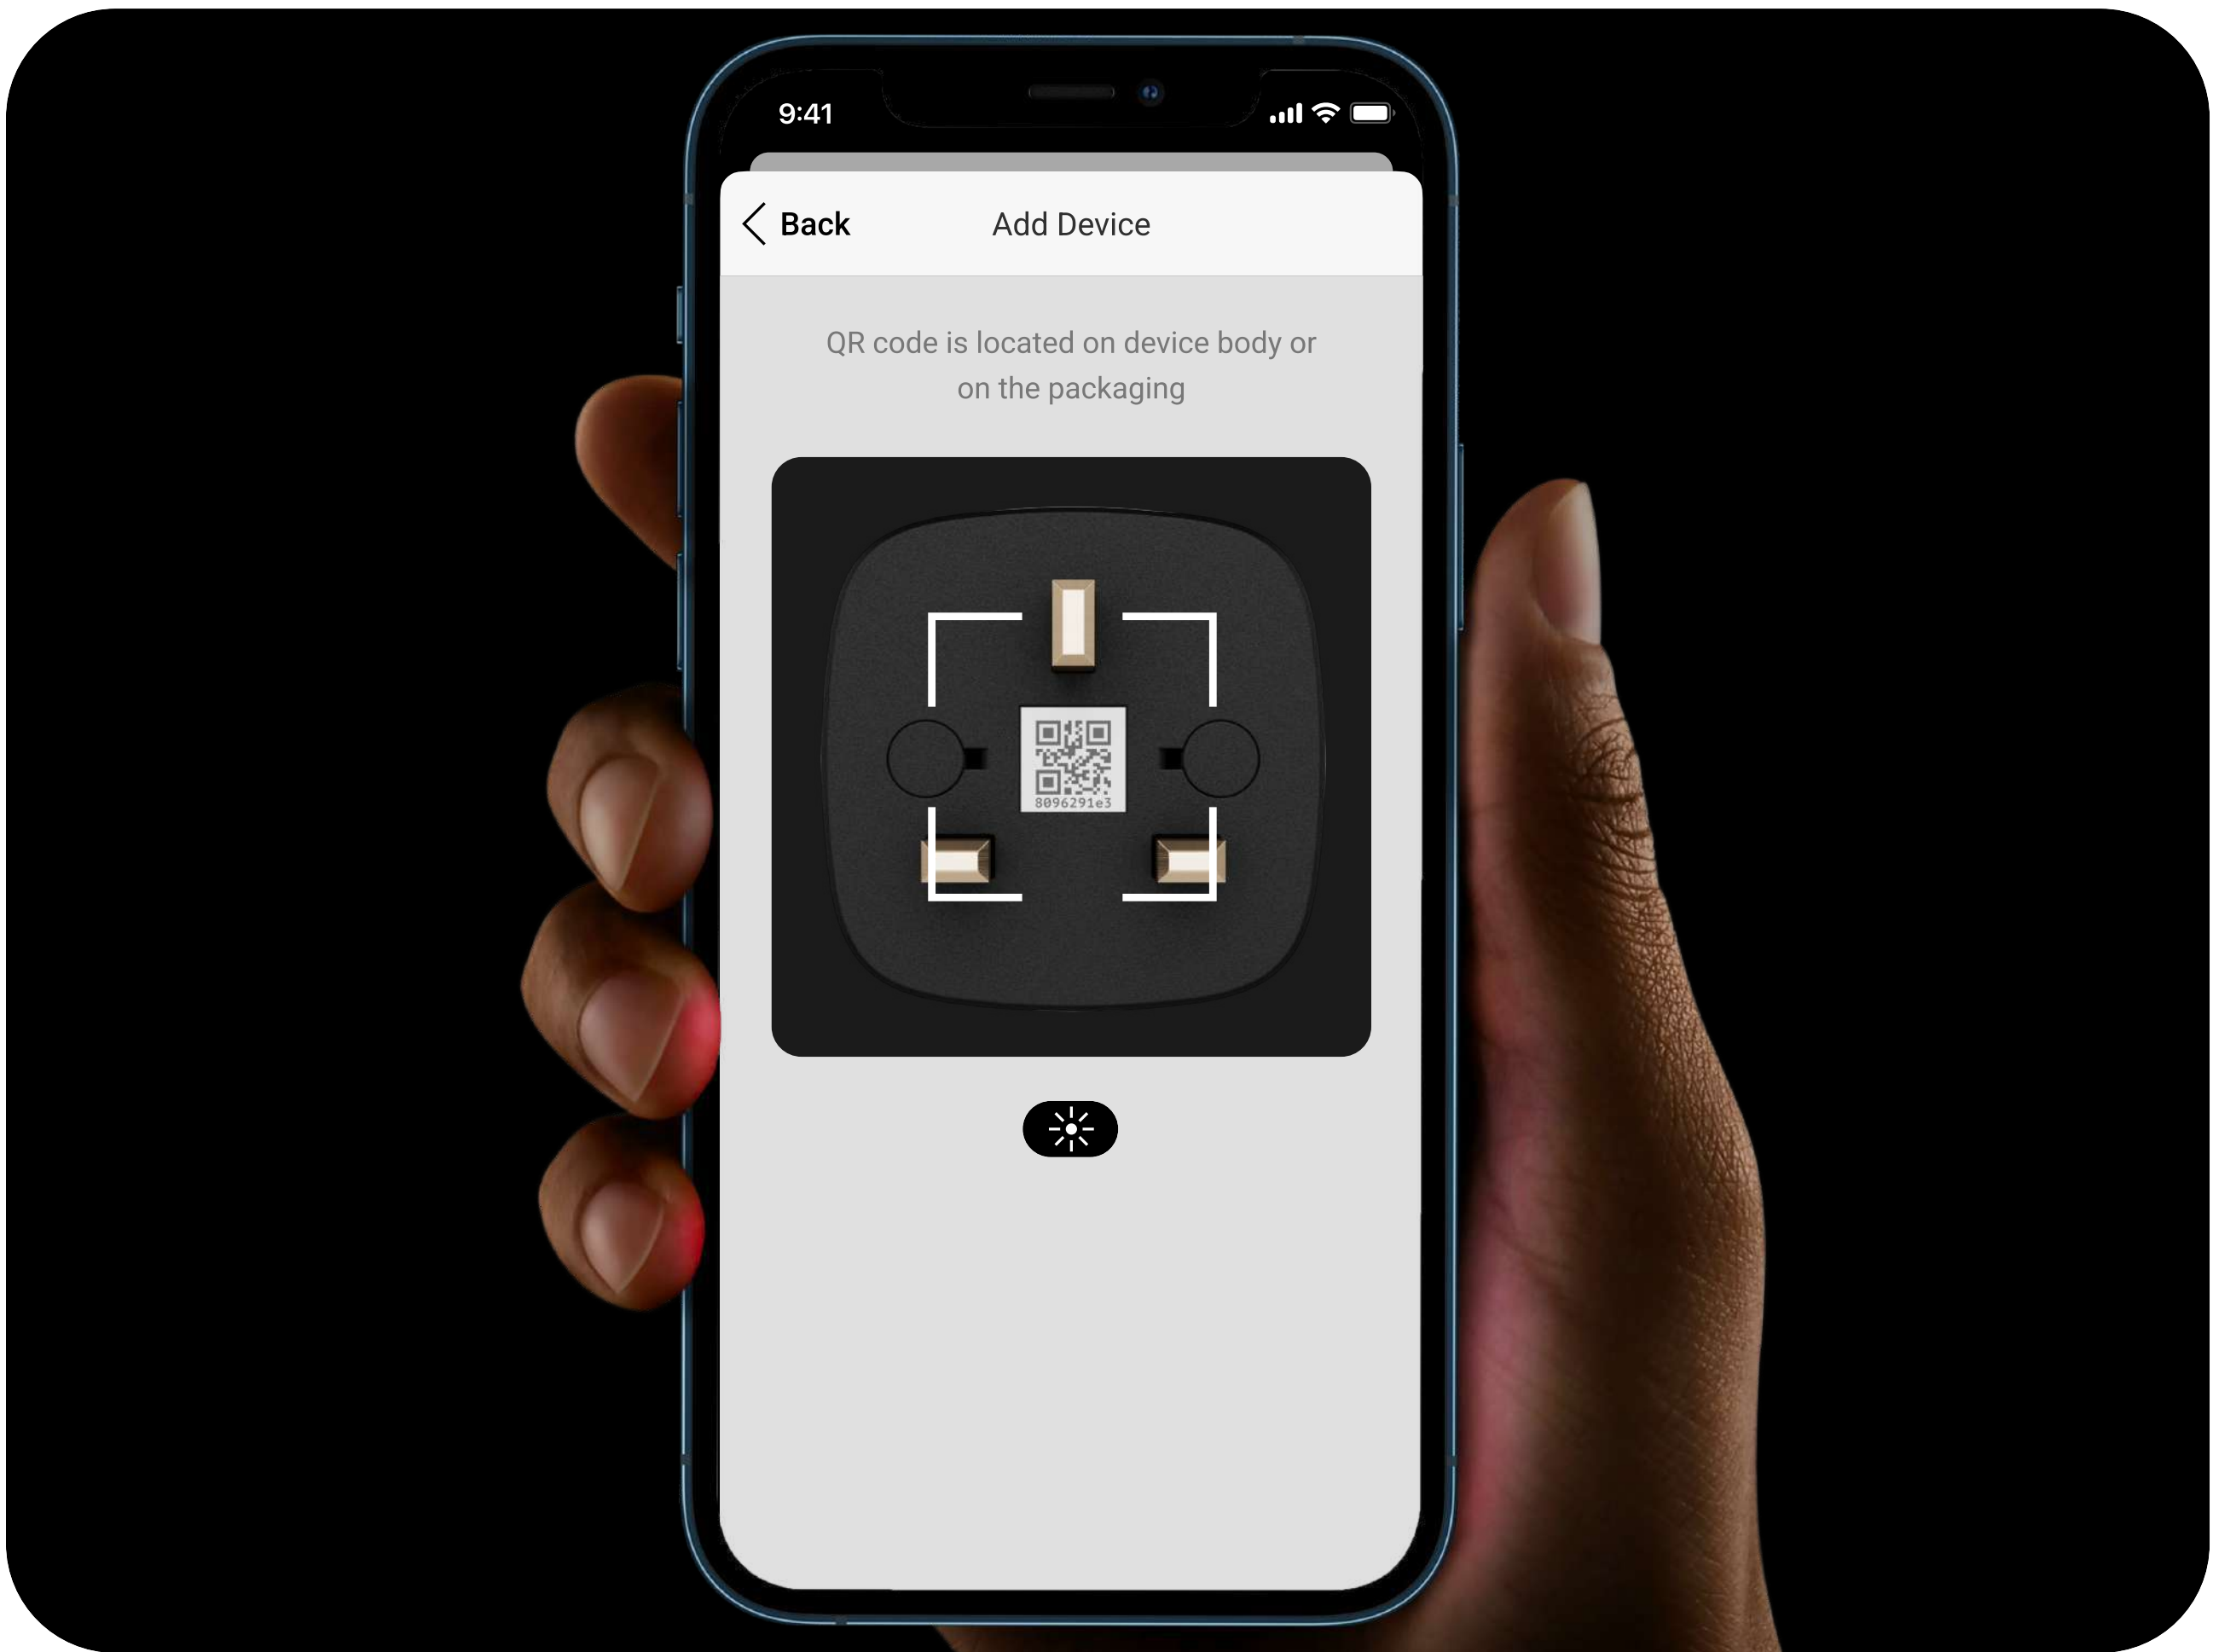 9:41
Back
Add Device
QR code is located on device body or
on the packaging
8096291e3